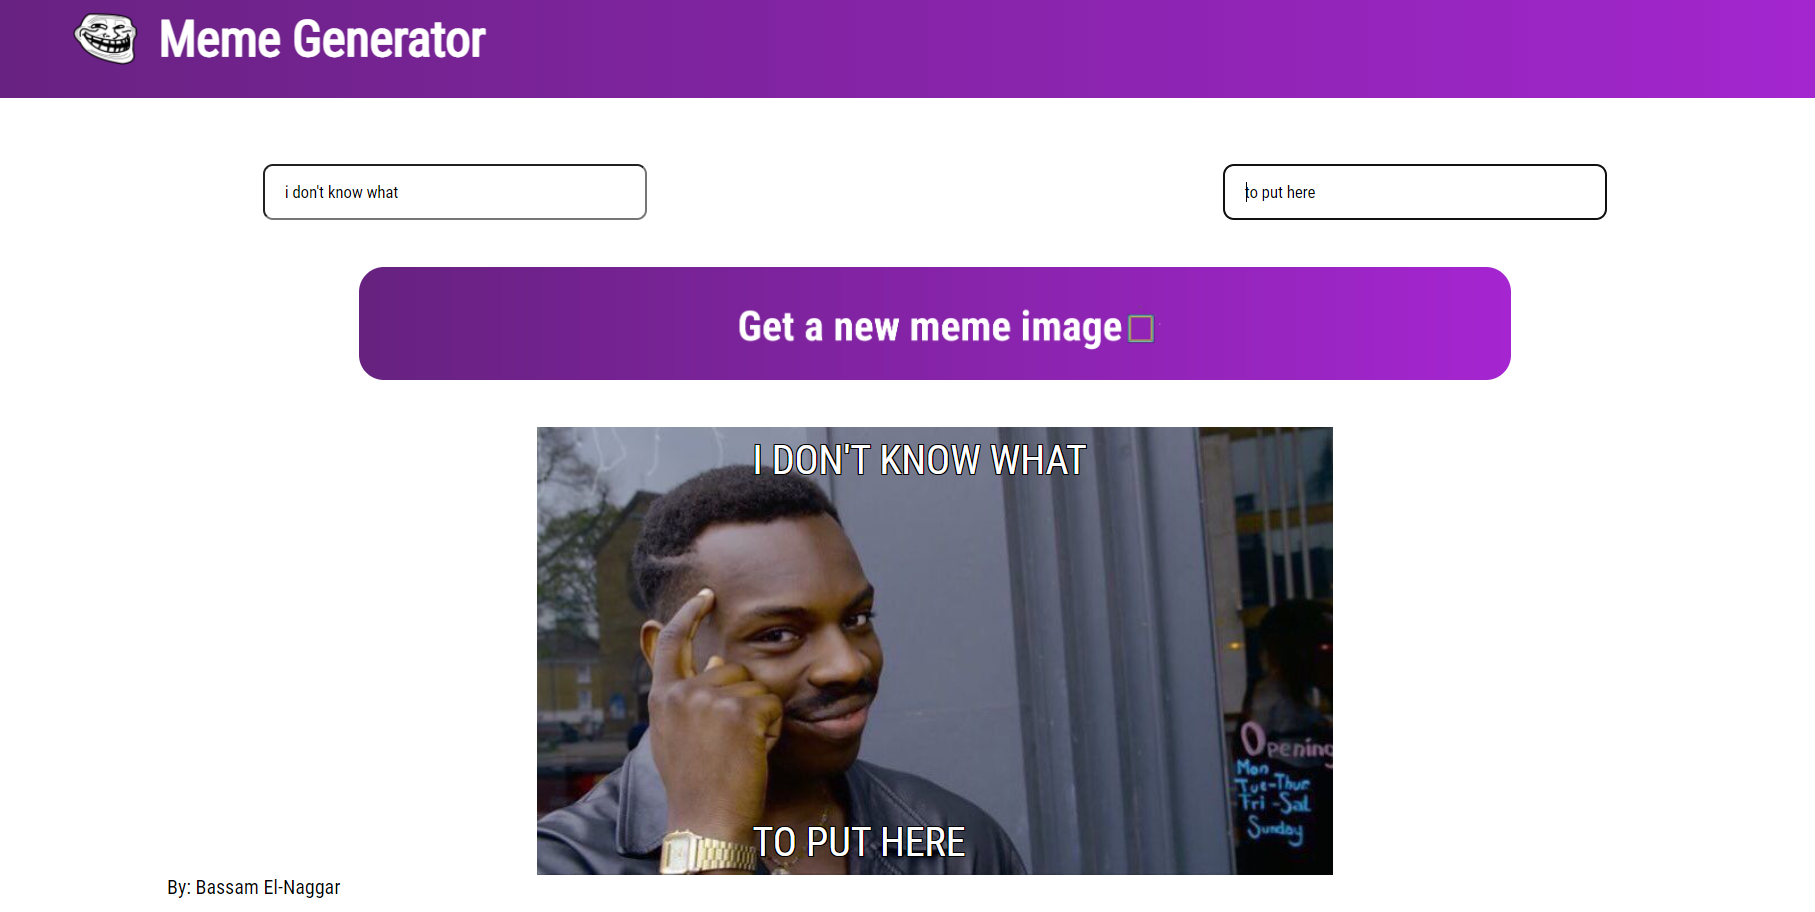 Meme Generator
i don't know what
to put here
Get a new meme image
I DON'T KNOW WHAT
Opening
Mon
Tue-Thur
Fri -Sat
Sunday
TO PUT HERE
By: Bassam El-Naggar